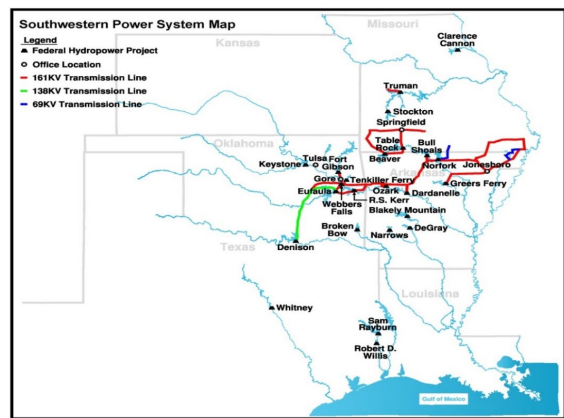 Southwestern Power System Map
Legend
Federal Hydropower Project
Office Location
161KV Transmission Line
138KV Transmission Line
69KV Transmission Line
Missouri
Kansas
Clarence
Cannon
Truman
Stockton
Springfield
Table
Rock
Bull
Shoals
Beaver
Norfork
Jonesboro
Oklahoma
Keystone
Tulsa
Fort
Gibson
Gore
Tenkiller Ferry
Arkansas
Greers Ferry
Eufaula
Ozark
Dardanelle
R.S. Kerr
Webbers
Falls
Blakely Mountain
Broken
Bow
Narrows
DeGray
Texas
Denison
Louisiana
Whitney
Sam
Rayburn
Robert D.
Willis
Gulf of Mexico